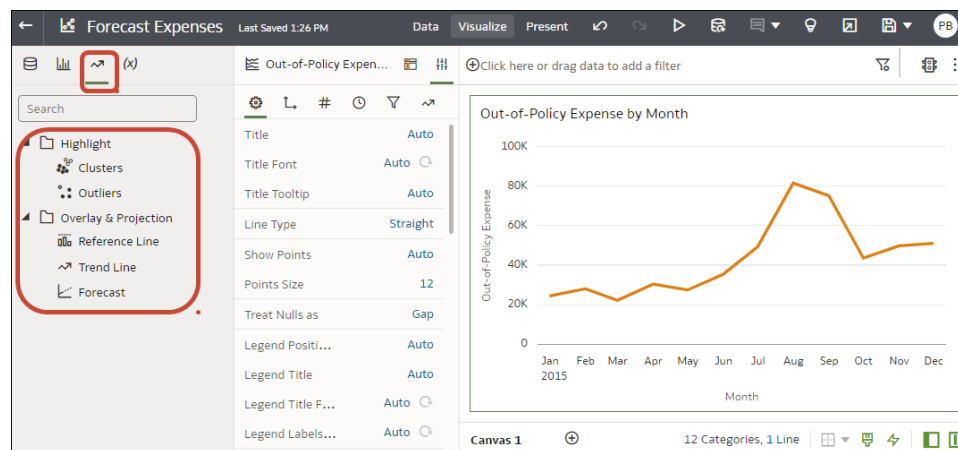 Forecast Expenses Last Saved 1:26 PM Data Visualize Present PB
(x) Out-of-Policy Expen... Click here or drag data to add a filter
Search
Highlight
Clusters
Outliers
Overlay & Projection
Reference Line
Trend Line
Forecast
#
Title Auto
Title Font Auto
Title Tooltip Auto
Line Type Straight
Show Points Auto
Points Size 12
Treat Nulls as Gap
Legend Positi... Auto
Legend Title Auto
Legend Title F... Auto
Legend Labels... Auto
Out-of-Policy Expense by Month
Out-of-Policy Expense
100K
80K
60K
40K
20K
0
Jan Feb Mar Apr May Jun Jul Aug Sep Oct Nov Dec
2015
Month
Canvas 1 12 Categories, 1 Line